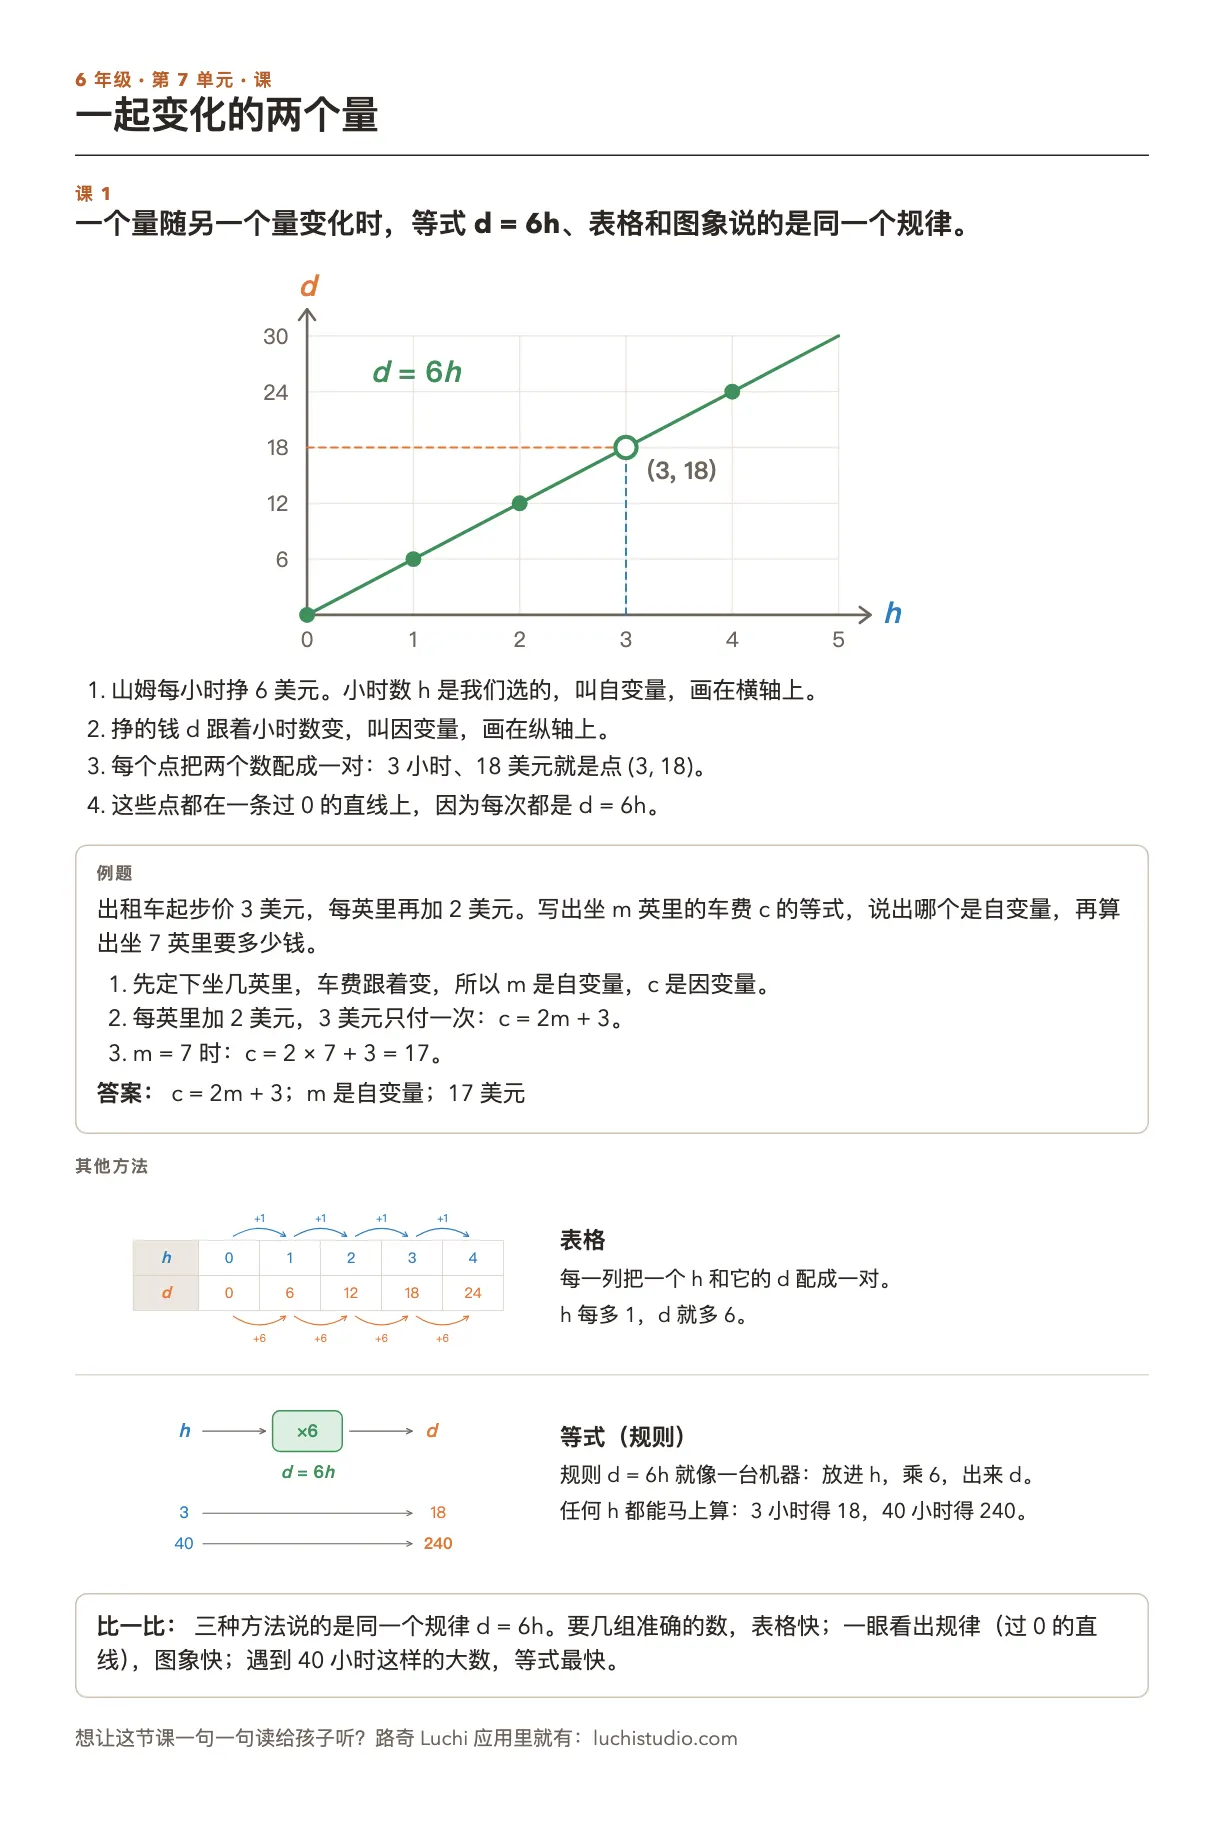 6 年级 · 第 7 单元 · 课
一起变化的两个量
课 1
一个量随另一个量变化时，等式 d = 6h、表格和图象说的是同一个规律。
d
30
d = 6h
24
18
(3, 18)
12
6
h
0 1 2 3 4 5
1. 山姆每小时挣 6 美元。小时数 h 是我们选的，叫自变量，画在横轴上。
2. 挣的钱 d 跟着小时数变，叫因变量，画在纵轴上。
3. 每个点把两个数配成一对：3 小时、18 美元就是点 (3, 18)。
4. 这些点都在一条过 0 的直线上，因为每次都是 d = 6h。
例题
出租车起步价 3 美元，每英里再加 2 美元。写出坐 m 英里的车费 c 的等式，说出哪个是自变量，再算
出坐 7 英里要多少钱。
1. 先定下坐几英里，车费跟着变，所以 m 是自变量，c 是因变量。
2. 每英里加 2 美元，3 美元只付一次：c = 2m + 3。
3. m = 7 时：c = 2 × 7 + 3 = 17。
答案： c = 2m + 3；m 是自变量；17 美元
其他方法
+1 +1 +1 +1
h 0 1 2 3 4
d 0 6 12 18 24
+6 +6 +6 +6
表格
每一列把一个 h 和它的 d 配成一对。
h 每多 1，d 就多 6。
h ×6 d
d = 6h
3 18
40 240
等式（规则）
规则 d = 6h 就像一台机器：放进 h，乘 6，出来 d。
任何 h 都能马上算：3 小时得 18，40 小时得 240。
比一比： 三种方法说的是同一个规律 d = 6h。要几组准确的数，表格快；一眼看出规律（过 0 的直
线），图象快；遇到 40 小时这样的大数，等式最快。
想让这节课一句一句读给孩子听？路奇 Luchi 应用里就有：luchistudio.com